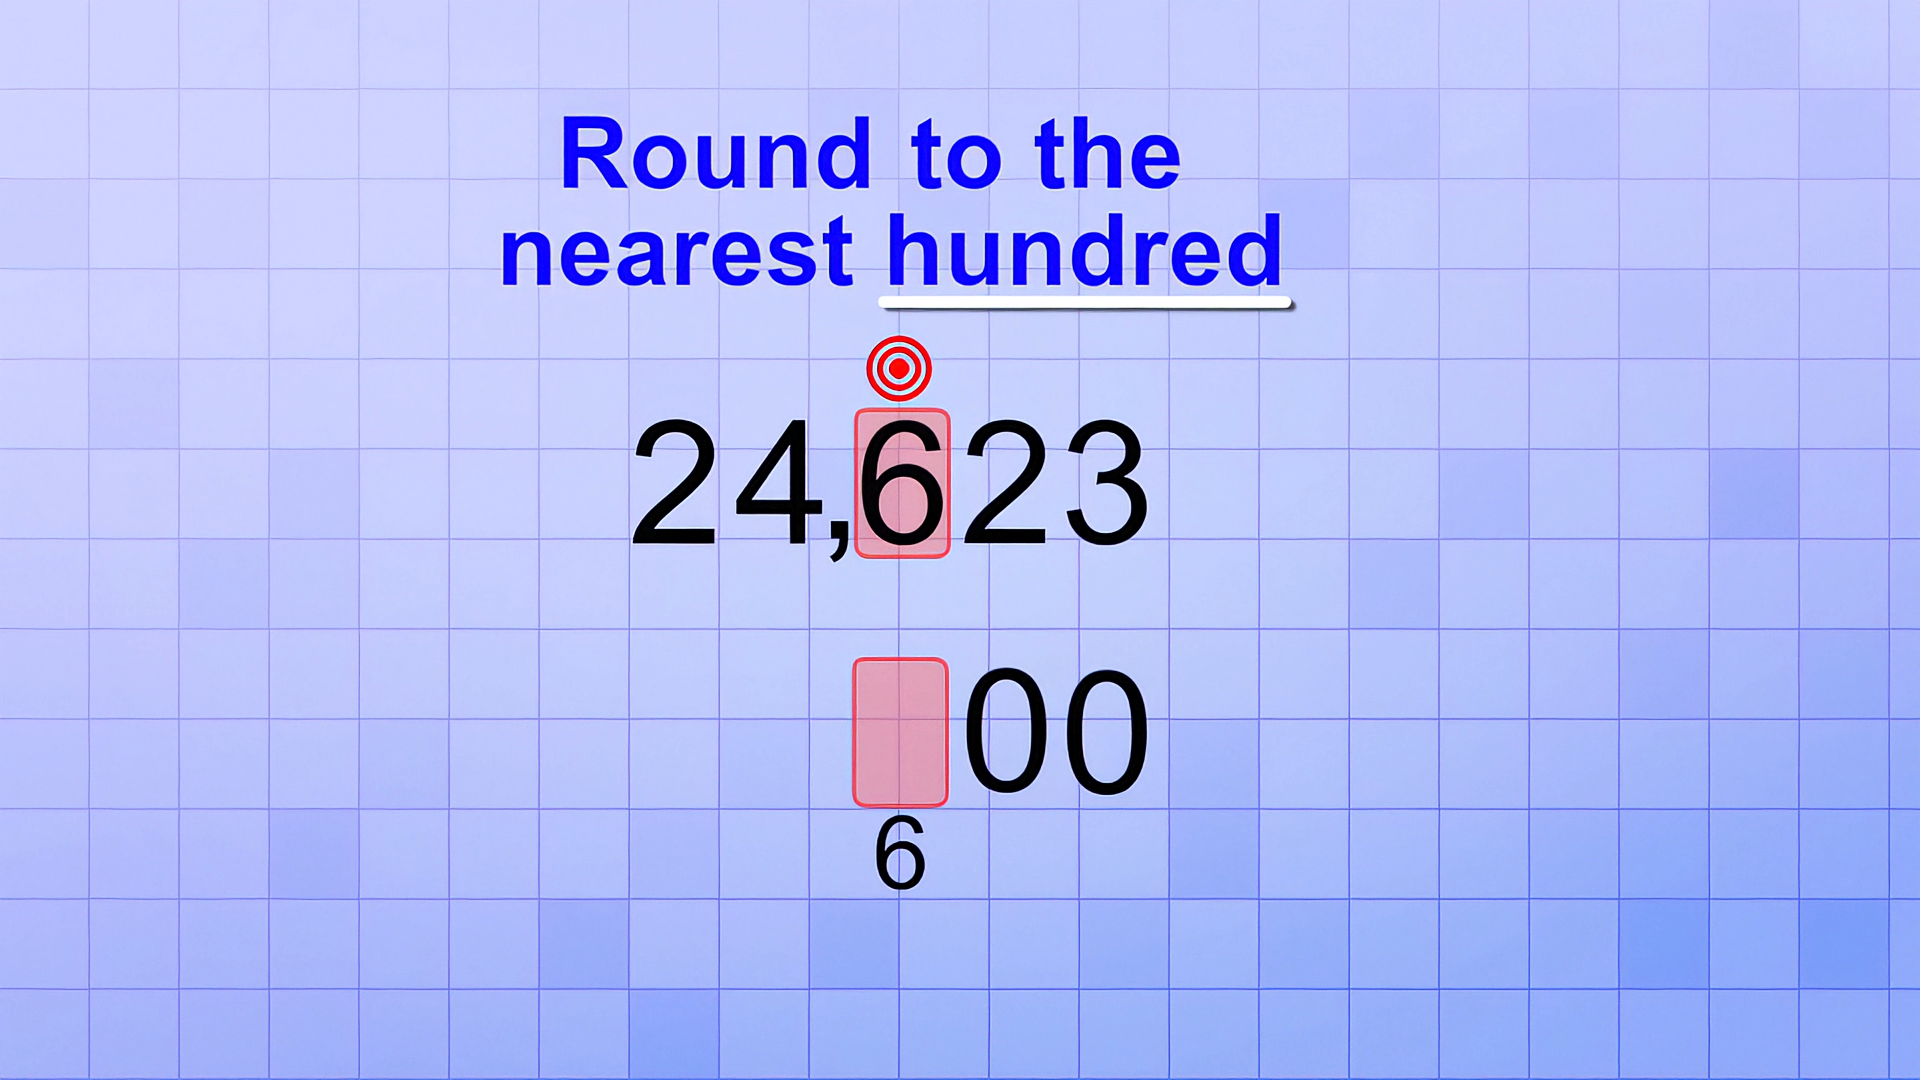 Round to the
nearest hundred
24,623
00
6